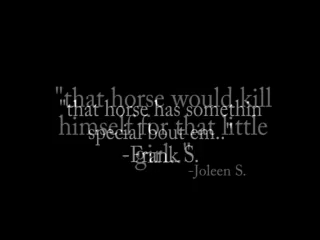 "that horse would kill
himself for that little
girl.."
-Joleen S.
"that horse has somethin
special bout em.."
-Frank S.